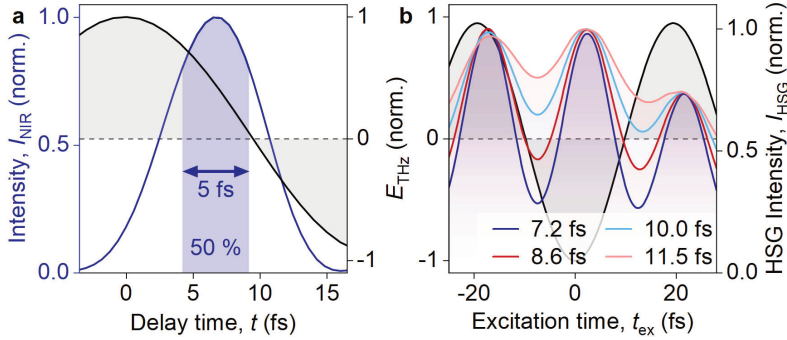 a
Intensity, I_NIR (norm.)
1.0
0.5
0.0
5 fs
50 %
1
0
-1
E_THz (norm.)
0 5 10 15
Delay time, t (fs)
b
1
0
-1
7.2 fs 10.0 fs
8.6 fs 11.5 fs
1.0
0.5
0.0
HSG Intensity, I_HSG (norm.)
-20 0 20
Excitation time, t_ex (fs)